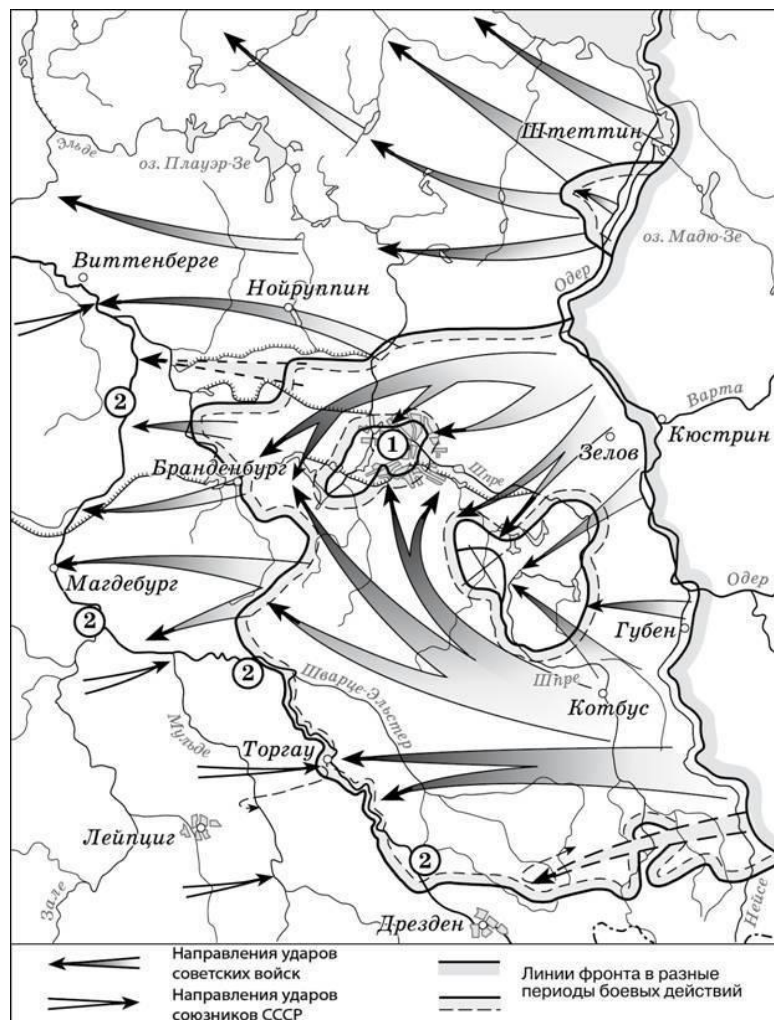 Штеттин
Эльде
оз. Плауэр-Зе
оз. Мадю-Зе
Виттенберге
Одер
Нойруппин
Варта
2
1
Кюстрин
Зелов
Шпре
Бранденбург
Магдебург
Одер
2
Губен
2
Шварце-Эльстер
Шпре
Котбус
Мульде
Торгау
Лейпциг
2
Зале
Дрезден
Нейсе
Направления ударов
советских войск
Направления ударов
союзников СССР
Линии фронта в разные
периоды боевых действий